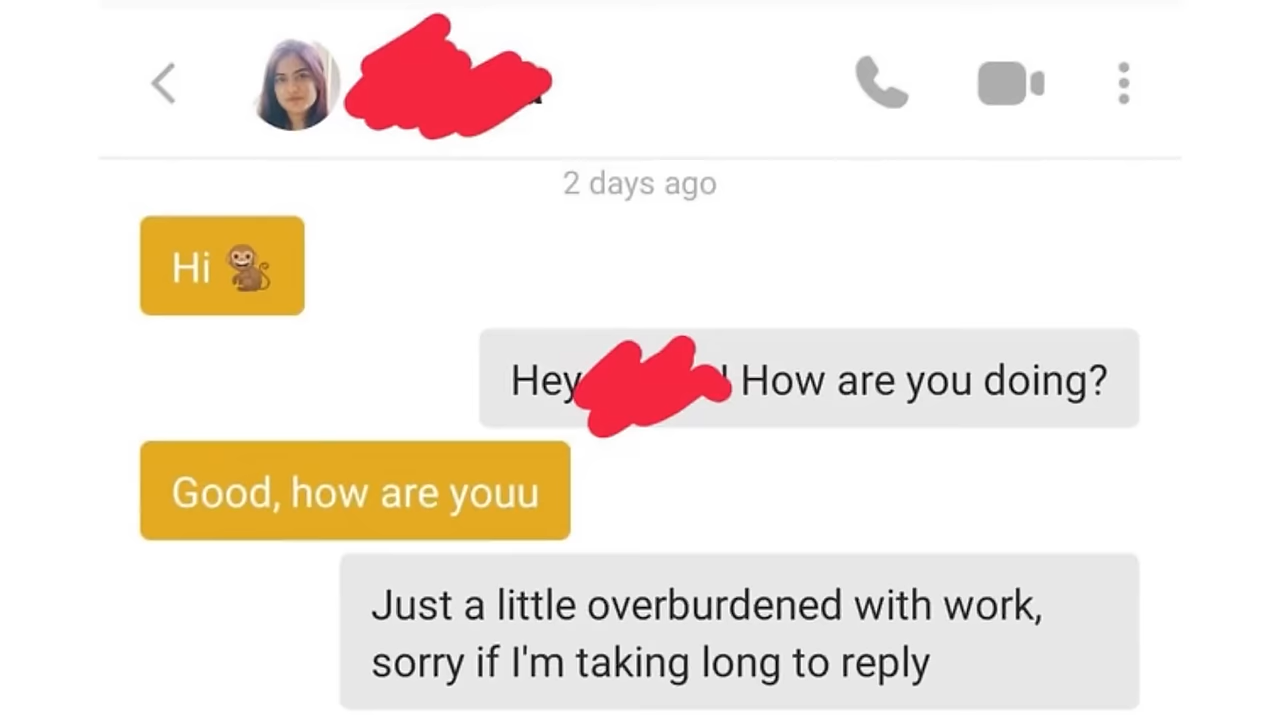 2 days ago
Hi 🐒
Hey ! How are you doing?
Good, how are youu
Just a little overburdened with work,
sorry if I'm taking long to reply